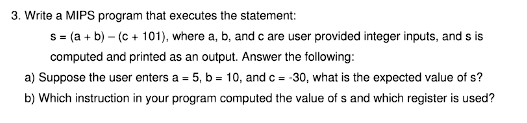 3. Write a MIPS program that executes the statement:
s = (a + b) – (c + 101), where a, b, and c are user provided integer inputs, and s is
computed and printed as an output. Answer the following:
a) Suppose the user enters a = 5, b = 10, and c = -30, what is the expected value of s?
b) Which instruction in your program computed the value of s and which register is used?